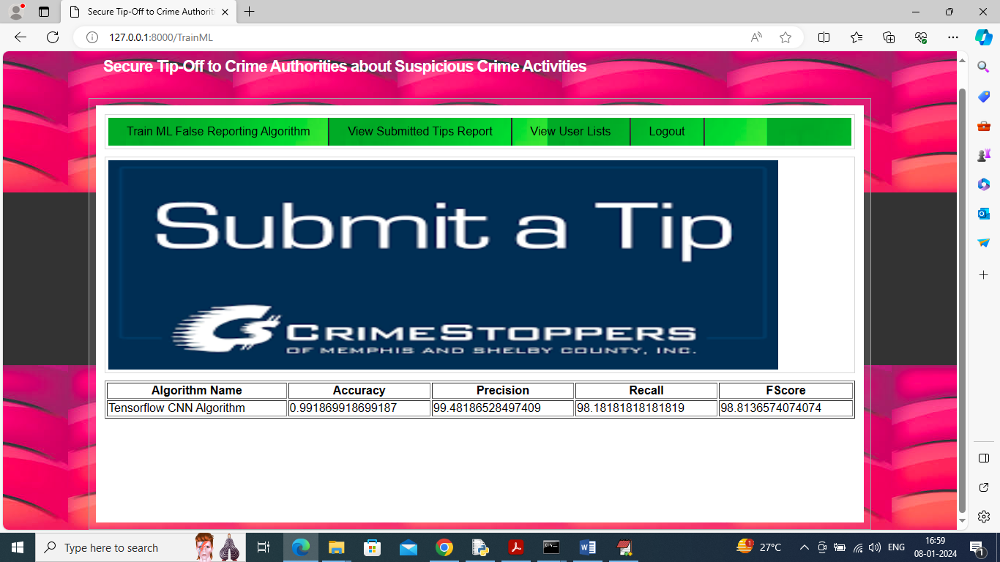 Secure Tip-Off to Crime Authoriti
127.0.0.1:8000/TrainML
Secure Tip-Off to Crime Authorities about Suspicious Crime Activities
Train ML False Reporting Algorithm View Submitted Tips Report View User Lists Logout
Submit a Tip
CRIMESTOPPERS
OF MEMPHIS AND SHELBY COUNTY, INC.
Algorithm Name Accuracy Precision Recall FScore
Tensorflow CNN Algorithm 0.991869918699187 99.48186528497409 98.18181818181819 98.8136574074074
Type here to search
1
27°C
ENG
16:59
08-01-2024
1